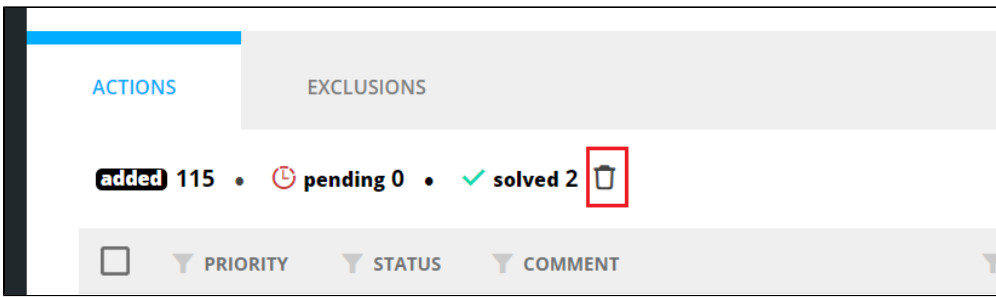 ACTIONS EXCLUSIONS
added 115 • pending 0 • solved 2
PRIORITY STATUS COMMENT